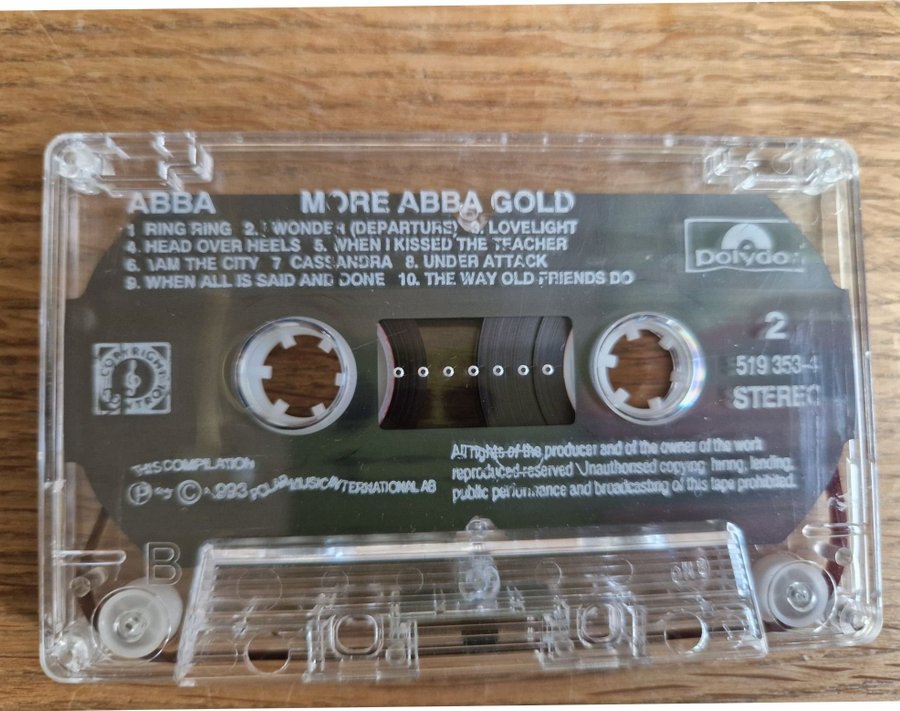 ABBA MORE ABBA GOLD
1 RING RING 2. I WONDER (DEPARTURE) 3. LOVELIGHT
4. HEAD OVER HEELS 5. WHEN I KISSED THE TEACHER
6. I AM THE CITY 7 CASSANDRA 8. UNDER ATTACK
9. WHEN ALL IS SAID AND DONE 10. THE WAY OLD FRIENDS DO
polydor
2
519 353-4
STEREO
COPYRIGHT CONTROL
THIS COMPILATION
P © 1993 POLAR MUSIC INTERNATIONAL AB
All rights of the producer and of the owner of the work
reproduced reserved Unauthorised copying, hiring, lending,
public performance and broadcasting of this tape prohibited.
B